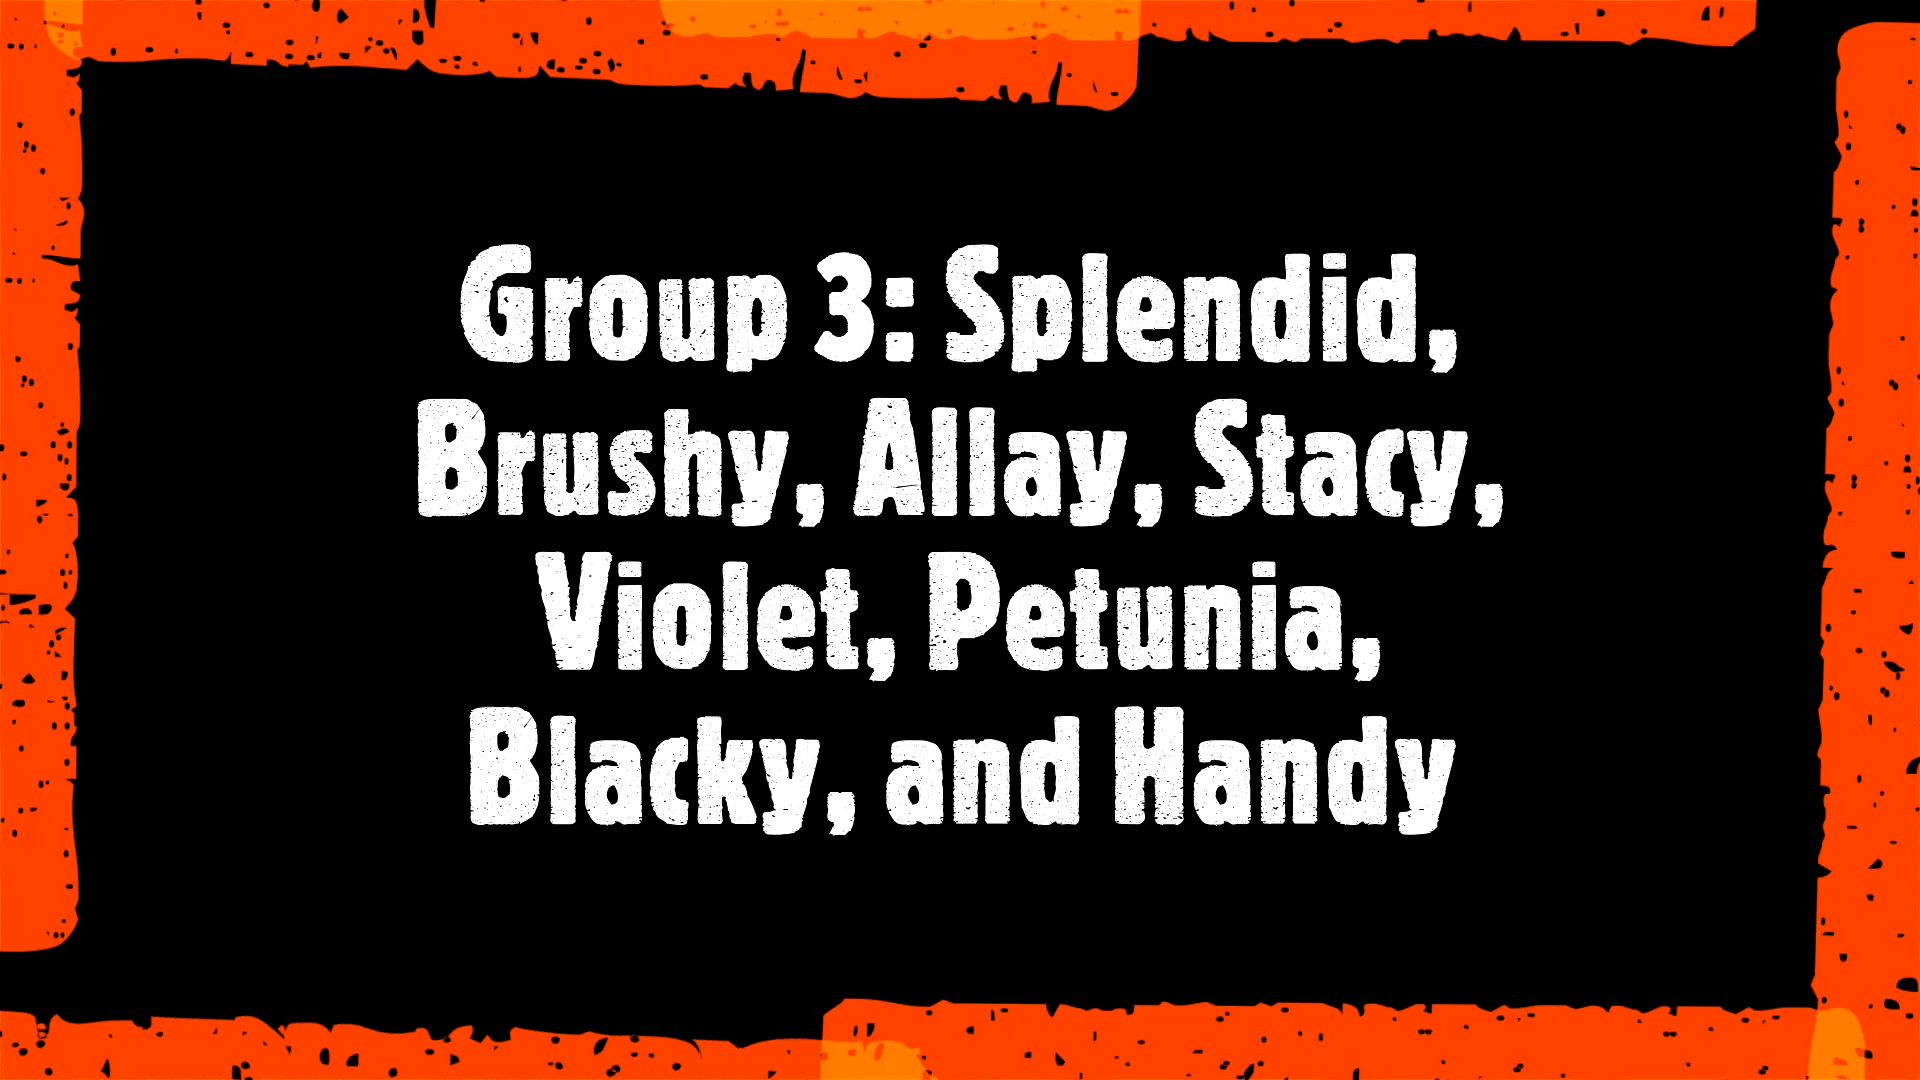 Group 3: Splendid,
Brushy, Allay, Stacy,
Violet, Petunia,
Blacky, and Handy